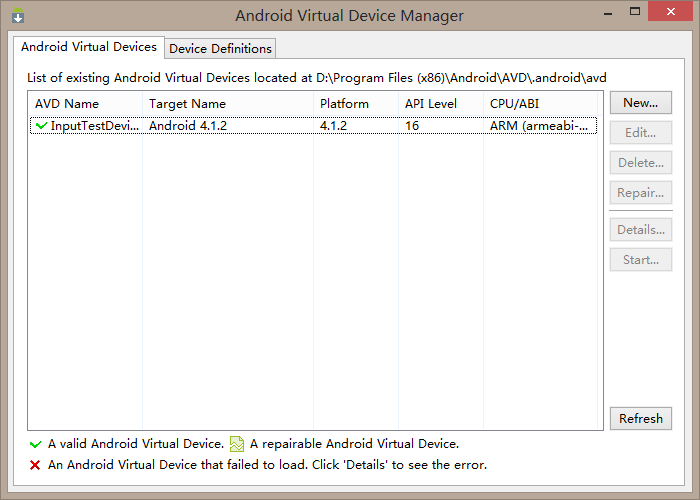 Android Virtual Device Manager
Android Virtual Devices
Device Definitions
List of existing Android Virtual Devices located at D:\Program Files (x86)\Android\AVD\.android\avd
AVD Name Target Name Platform API Level CPU/ABI
InputTestDevi... Android 4.1.2 4.1.2 16 ARM (armeabi-...
New...
Edit...
Delete...
Repair...
Details...
Start...
Refresh
A valid Android Virtual Device. A repairable Android Virtual Device.
An Android Virtual Device that failed to load. Click 'Details' to see the error.